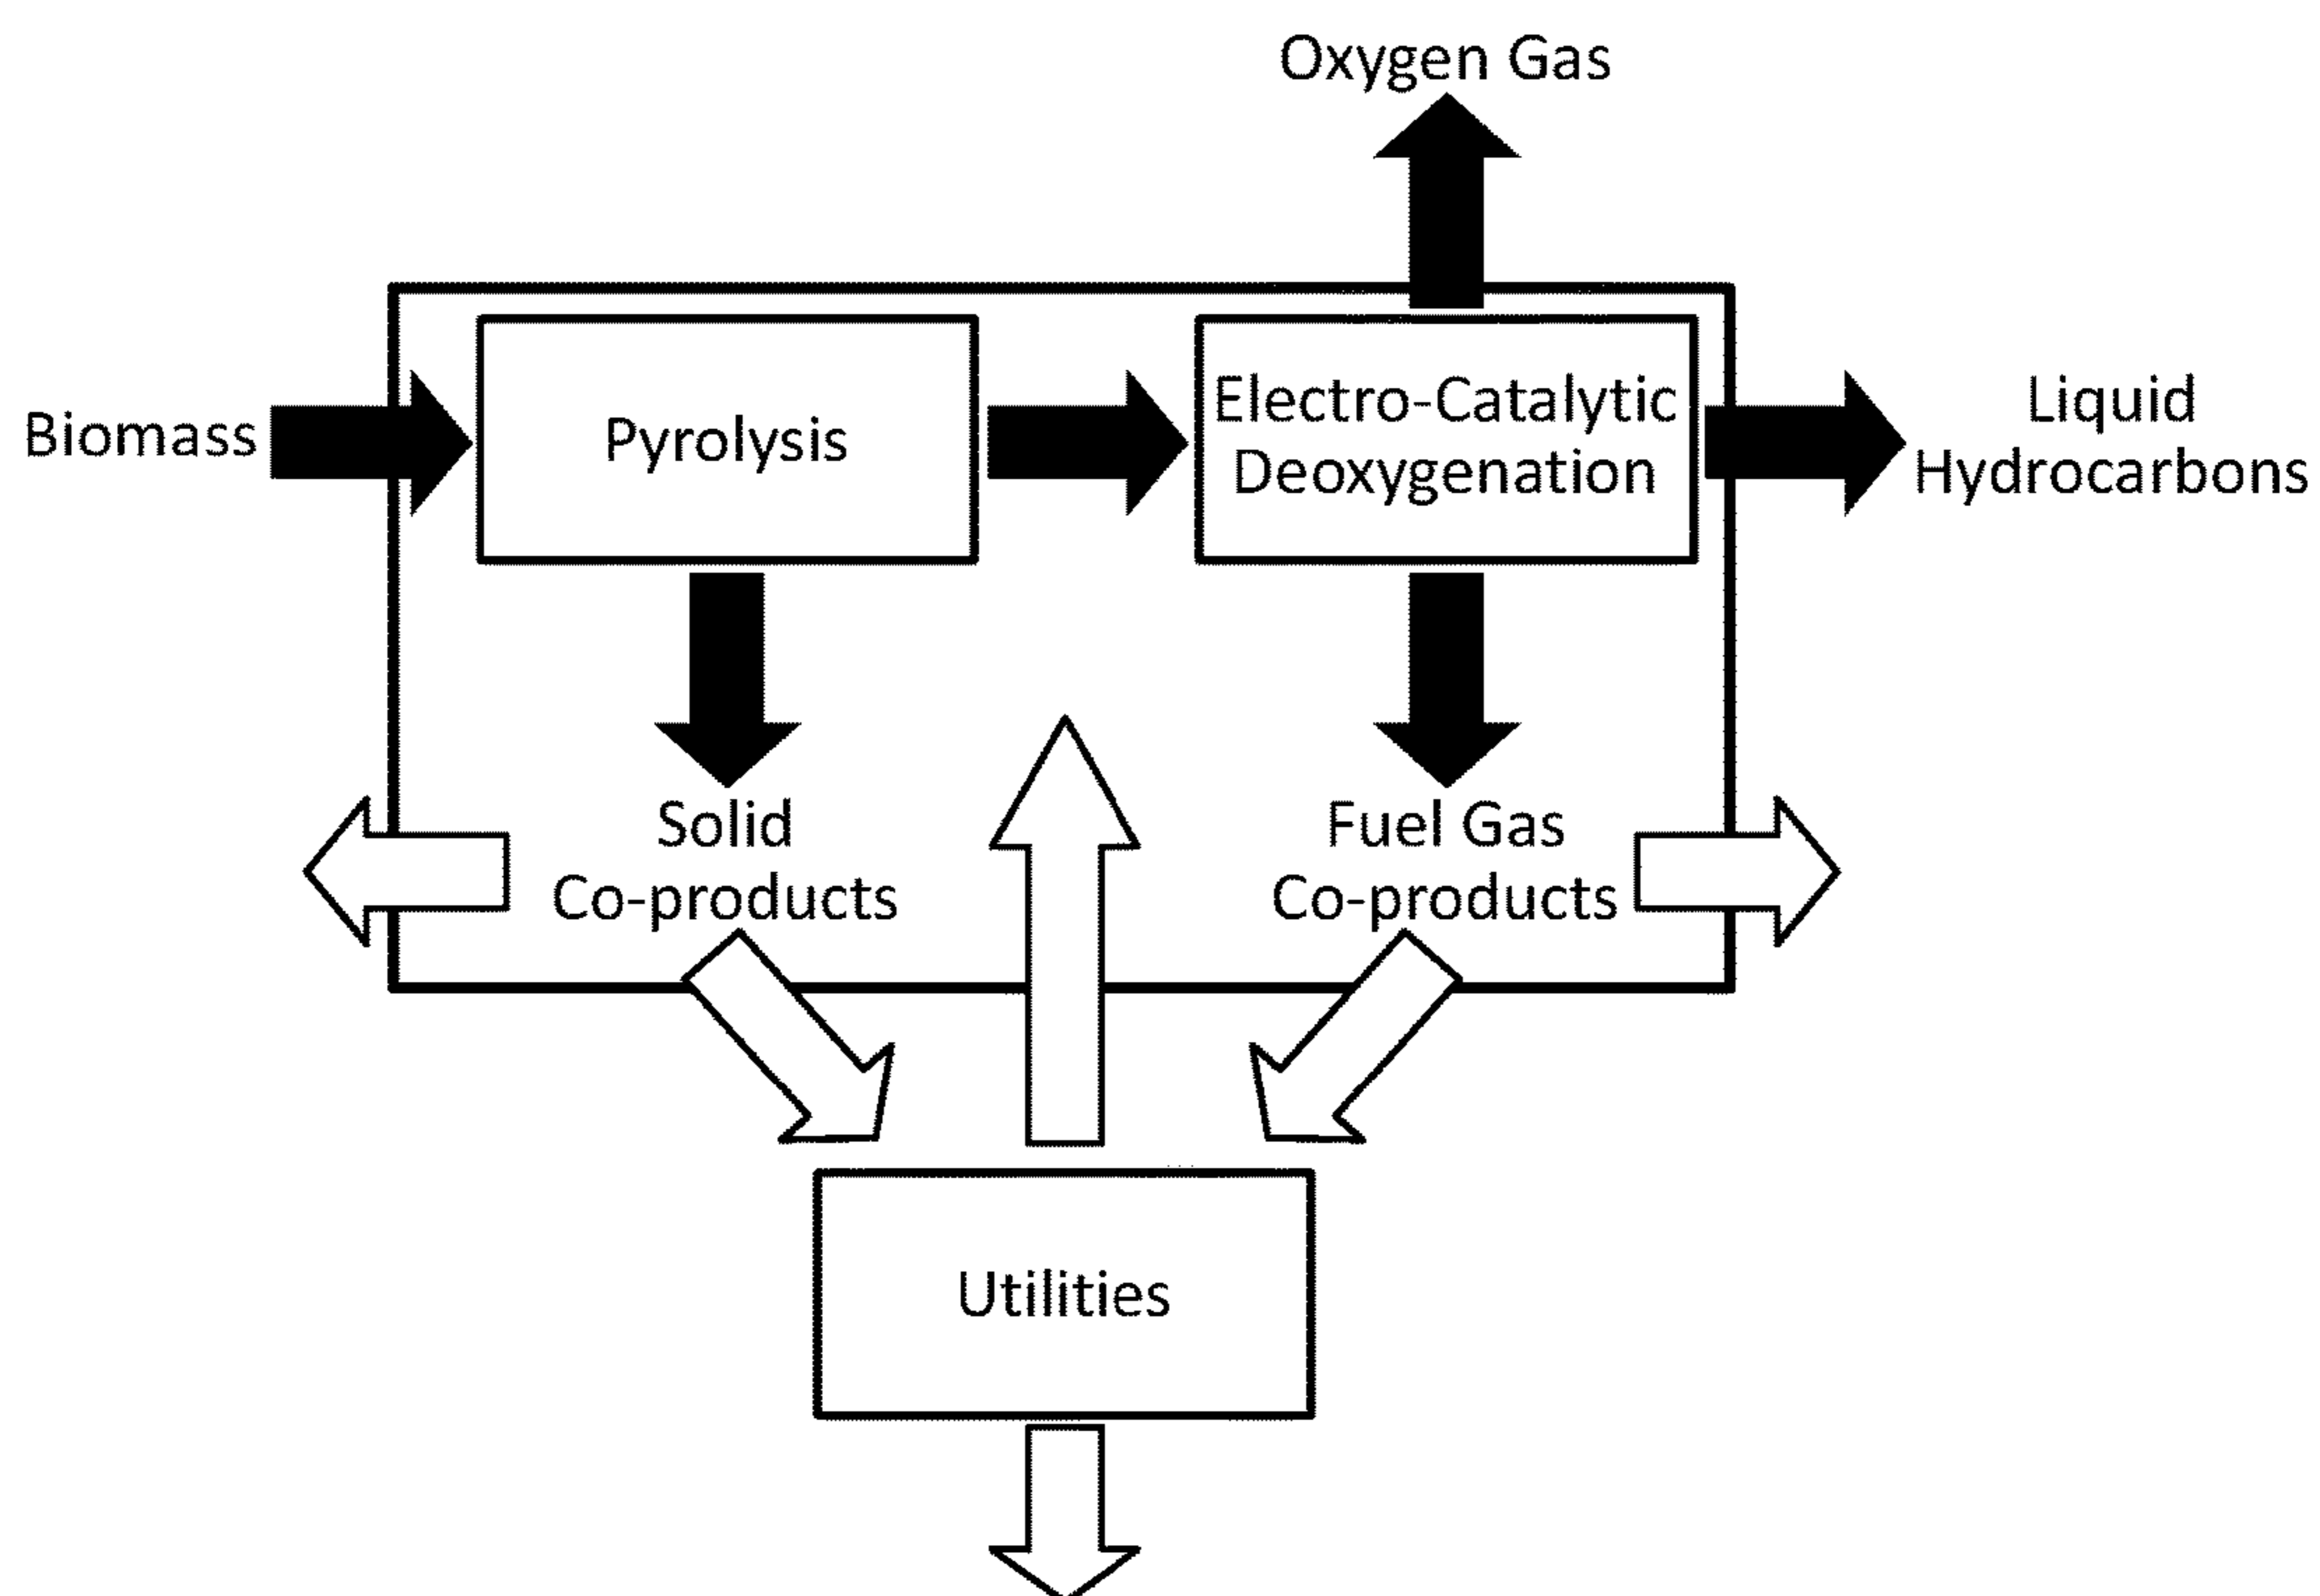 Oxygen Gas
Biomass
Pyrolysis
Electro-Catalytic
Deoxygenation
Liquid
Hydrocarbons
Solid
Co-products
Fuel Gas
Co-products
Utilities